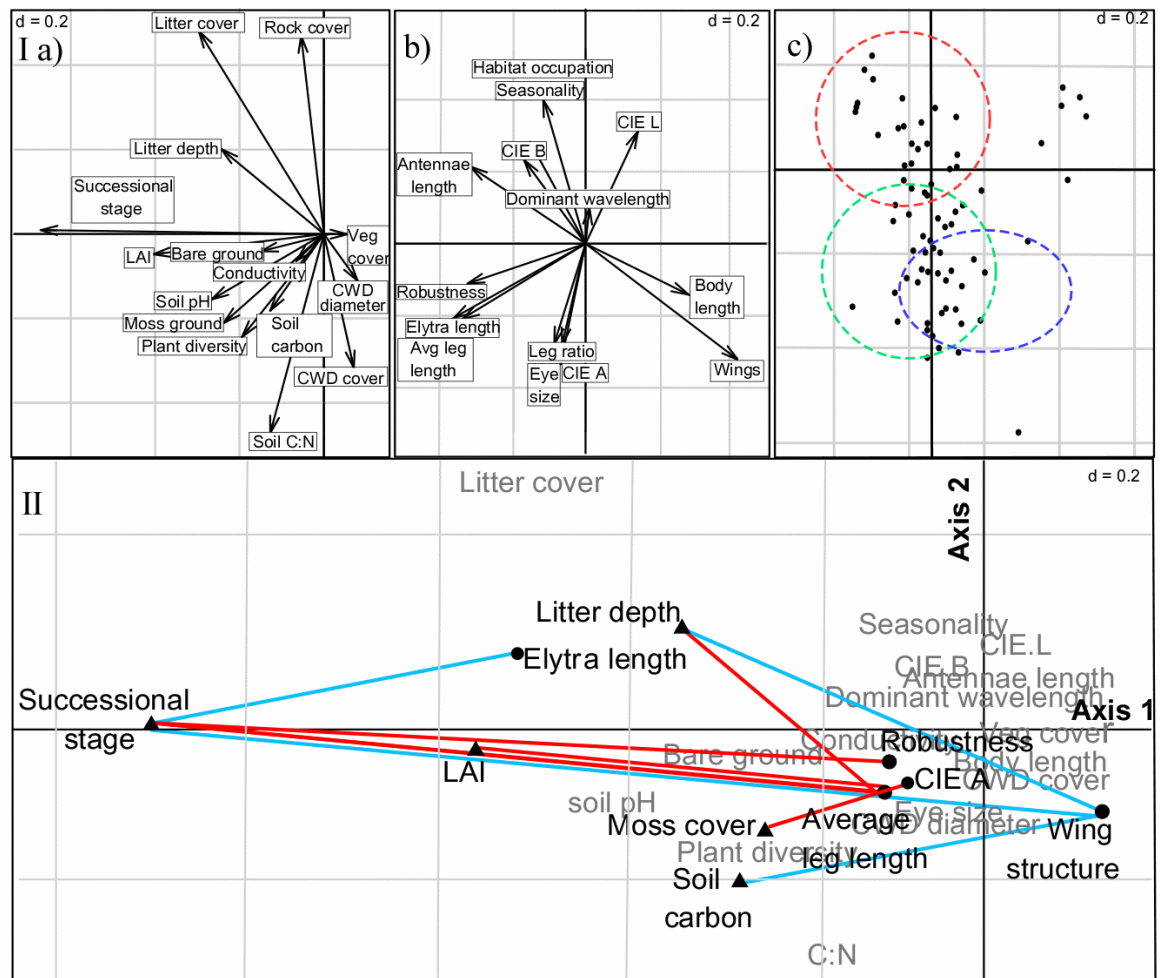 I a)
d = 0.2
Litter cover
Rock cover
Litter depth
Successional
stage
LAI
Bare ground
Veg
cover
Conductivity
Soil pH
CWD
diameter
Moss ground
Soil
carbon
Plant diversity
CWD cover
Soil C:N
b)
d = 0.2
Habitat occupation
Seasonality
CIE L
CIE B
Antennae
length
Dominant wavelength
Robustness
Body
length
Elytra length
Avg leg
length
Leg ratio
Eye
size
CIE A
Wings
c)
d = 0.2
II
d = 0.2
Litter cover
Axis 2
Litter depth
Seasonality
CIE.L
Elytra length
CIE.B
Antennae length
Successional
stage
Dominant wavelength
Axis 1
Veg cover
Conductivity
Robustness
Bare ground
Body length
LAI
CIE A
CWD cover
soil pH
Moss cover
Average
leg length
Eye size
CWD diameter
Wing
structure
Plant diversity
Soil
carbon
C:N